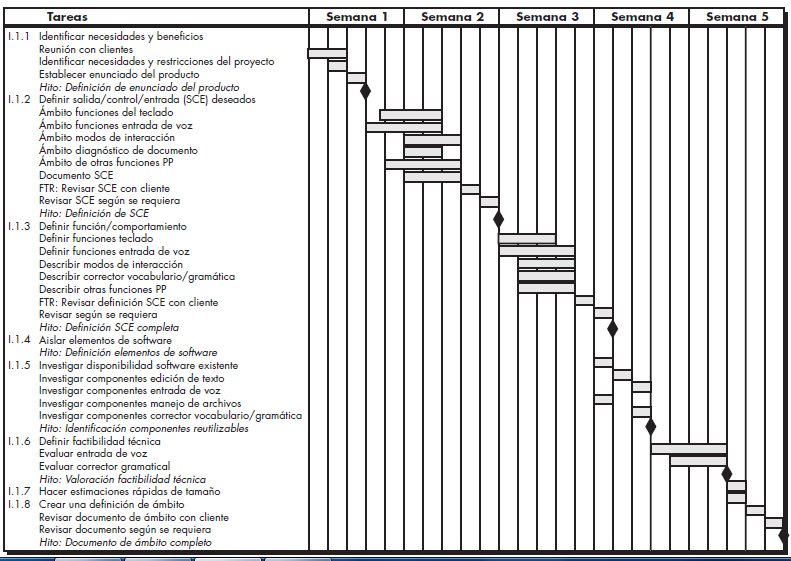 Tareas Semana 1 Semana 2 Semana 3 Semana 4 Semana 5
I.1.1 Identificar necesidades y beneficios
Reunión con clientes
Identificar necesidades y restricciones del proyecto
Establecer enunciado del producto
Hito: Definición de enunciado del producto
I.1.2 Definir salida/control/entrada (SCE) deseados
Ámbito funciones del teclado
Ámbito funciones entrada de voz
Ámbito modos de interacción
Ámbito diagnóstico de documento
Ámbito de otras funciones PP
Documento SCE
FTR: Revisar SCE con cliente
Revisar SCE según se requiera
Hito: Definición de SCE
I.1.3 Definir función/comportamiento
Definir funciones teclado
Definir funciones entrada de voz
Describir modos de interacción
Describir corrector vocabulario/gramática
Describir otras funciones PP
FTR: Revisar definición SCE con cliente
Revisar según se requiera
Hito: Definición SCE completa
I.1.4 Aislar elementos de software
Hito: Definición elementos de software
I.1.5 Investigar disponibilidad software existente
Investigar componentes edición de texto
Investigar componentes entrada de voz
Investigar componentes manejo de archivos
Investigar componentes corrector vocabulario/gramática
Hito: Identificación componentes reutilizables
I.1.6 Definir factibilidad técnica
Evaluar entrada de voz
Evaluar corrector gramatical
Hito: Valoración factibilidad técnica
I.1.7 Hacer estimaciones rápidas de tamaño
I.1.8 Crear una definición de ámbito
Revisar documento de ámbito con cliente
Revisar documento según se requiera
Hito: Documento de ámbito completo